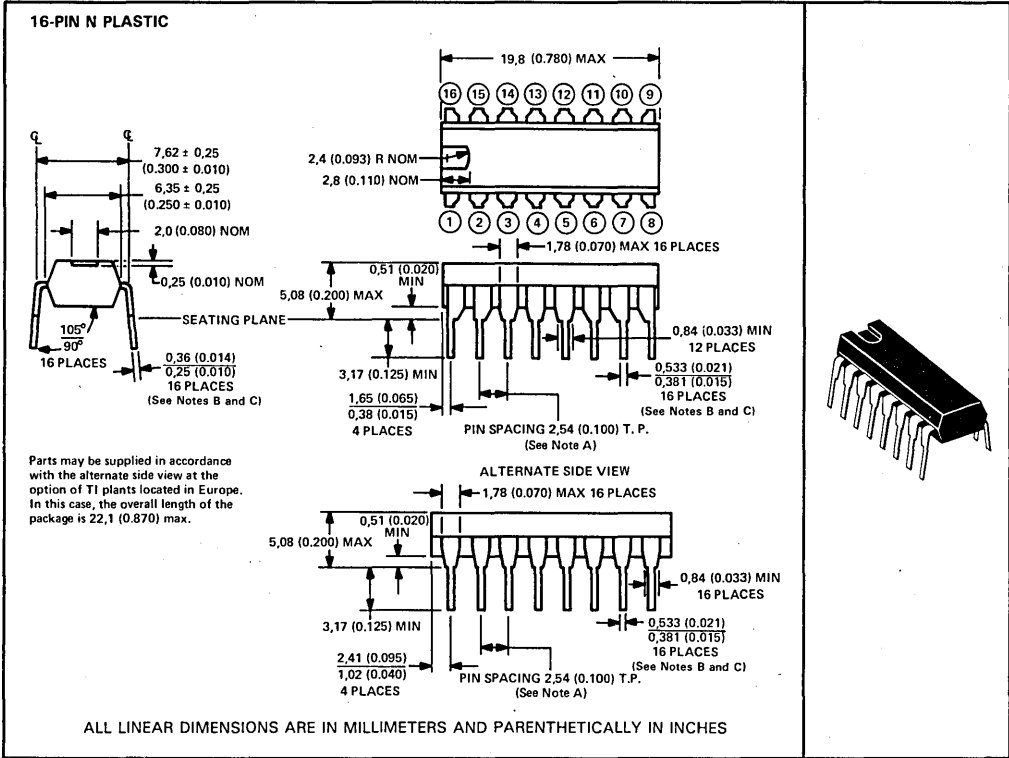 16-PIN N PLASTIC
19,8 (0.780) MAX
16 15 14 13 12 11 10 9
2,4 (0.093) R NOM
2,8 (0.110) NOM
1 2 3 4 5 6 7 8
℄ ℄
7,62 ± 0,25
(0.300 ± 0.010)
6,35 ± 0,25
(0.250 ± 0.010)
2,0 (0.080) NOM
0,25 (0.010) NOM
SEATING PLANE
105°
90°
16 PLACES
0,36 (0.014)
0,25 (0.010)
16 PLACES
(See Notes B and C)
1,78 (0.070) MAX 16 PLACES
0,51 (0.020)
MIN
5,08 (0.200) MAX
3,17 (0.125) MIN
0,84 (0.033) MIN
12 PLACES
0,533 (0.021)
0,381 (0.015)
16 PLACES
(See Notes B and C)
1,65 (0.065)
0,38 (0.015)
4 PLACES
PIN SPACING 2,54 (0.100) T. P.
(See Note A)
Parts may be supplied in accordance
with the alternate side view at the
option of TI plants located in Europe.
In this case, the overall length of the
package is 22,1 (0.870) max.
ALTERNATE SIDE VIEW
1,78 (0.070) MAX 16 PLACES
0,51 (0.020)
MIN
5,08 (0.200) MAX
3,17 (0.125) MIN
0,84 (0.033) MIN
16 PLACES
0,533 (0.021)
0,381 (0.015)
16 PLACES
(See Notes B and C)
2,41 (0.095)
1,02 (0.040)
4 PLACES
PIN SPACING 2,54 (0.100) T.P.
(See Note A)
ALL LINEAR DIMENSIONS ARE IN MILLIMETERS AND PARENTHETICALLY IN INCHES